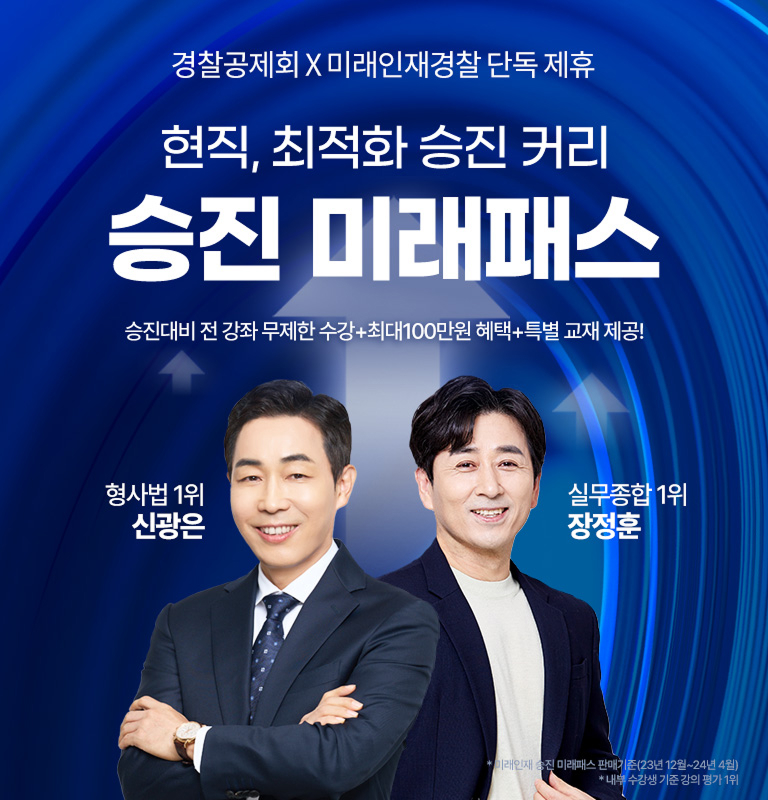 경찰공제회 X 미래인재경찰 단독 제휴
현직, 최적화 승진 커리
승진 미래패스
승진대비 전 강좌 무제한 수강+최대100만원 혜택+특별 교재 제공!
형사법 1위
신광은
실무종합 1위
장정훈
* 미래인재 승진 미래패스 판매기준(23년 12월~24년 4월)
* 내부 수강생 기준 강의 평가 1위